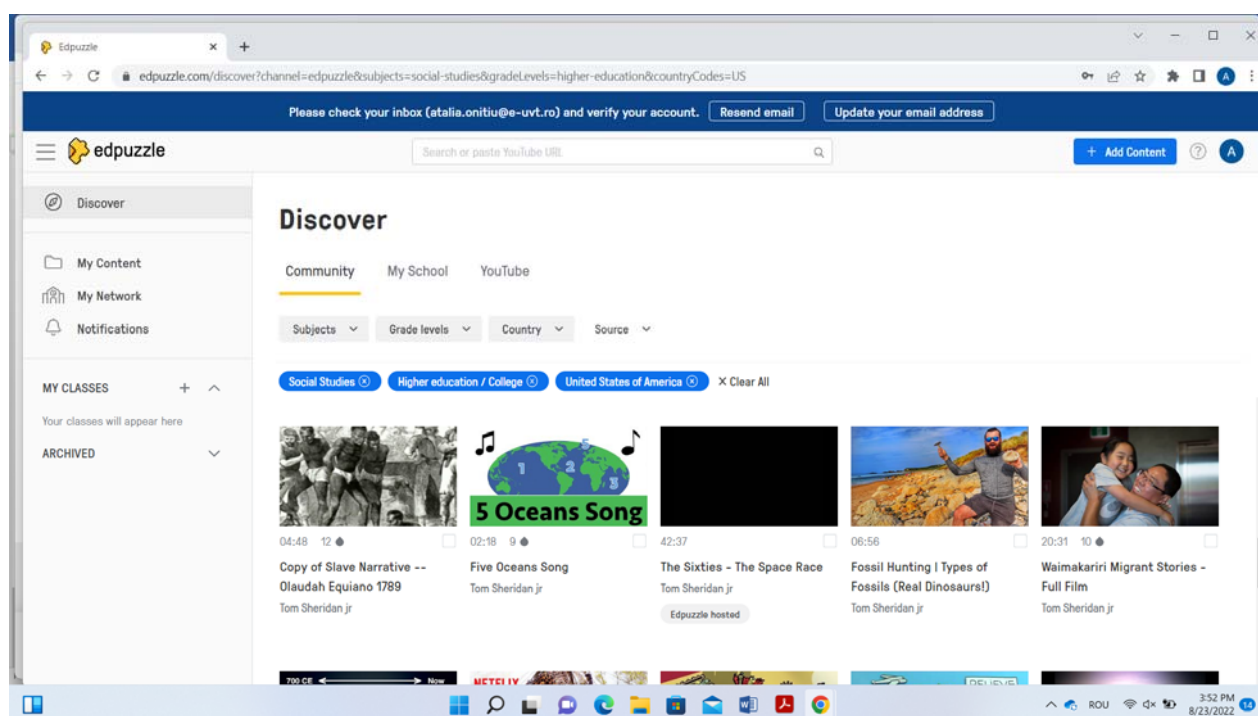 Edpuzzle
edpuzzle.com/discover?channel=edpuzzle&subjects=social-studies&gradeLevels=higher-education&countryCodes=US
A
Please check your inbox (atalia.onitiu@e-uvt.ro) and verify your account. Resend email Update your email address
edpuzzle
Search or paste YouTube URL
+ Add Content ? A
Discover
My Content
My Network
Notifications
MY CLASSES
Your classes will appear here
ARCHIVED
Discover
Community My School YouTube
Subjects Grade levels Country Source
Social Studies Higher education / College United States of America X Clear All
1 2 3 5
5 Oceans Song
04:48 12 02:18 9 42:37 06:56 20:31 10
Copy of Slave Narrative -- Olaudah Equiano 1789
Tom Sheridan jr
Five Oceans Song
Tom Sheridan jr
The Sixties - The Space Race
Tom Sheridan jr
Edpuzzle hosted
Fossil Hunting | Types of Fossils (Real Dinosaurs!)
Tom Sheridan jr
Waimakariri Migrant Stories - Full Film
Tom Sheridan jr
700 CE Now
NETFLIX
ROU
3:52 PM
8/23/2022
14